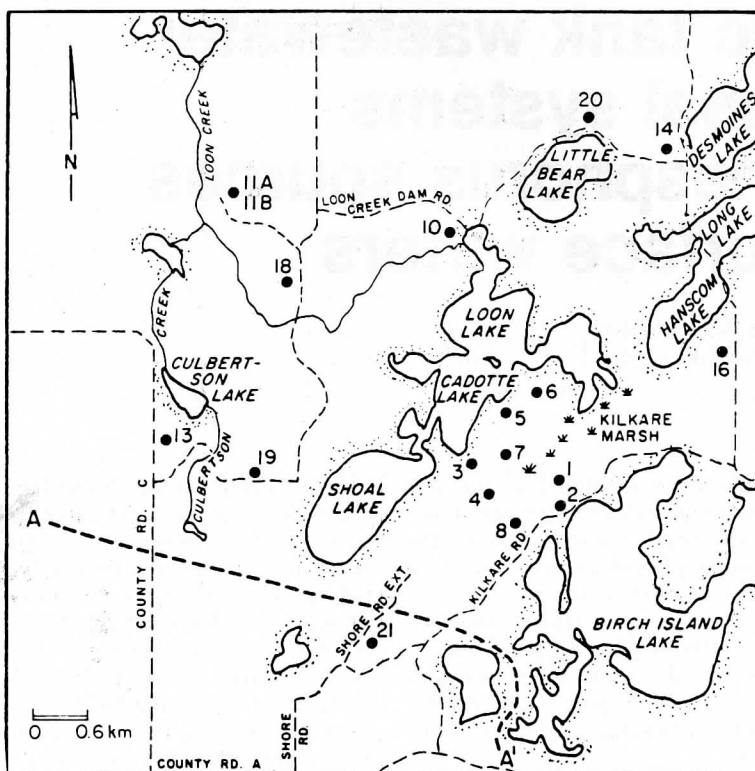 20
14
DESMOINES
LAKE
LITTLE
BEAR
LAKE
N
LOON CREEK
11A
11B
LOON
CREEK DAM RD.
10
LONG
LAKE
18
HANSCOM
LAKE
CREEK
LOON
LAKE
16
CULBERT-
SON LAKE
CADOTTE
LAKE
6
5
KILKARE
MARSH
13
7
3
1
19
CULBERTSON
SHOAL
LAKE
4
2
A
8
COUNTY RD. C
SHORE RD EXT.
KILKARE RD.
BIRCH ISLAND
LAKE
21
0 0.6 km
SHORE
RD.
A
COUNTY RD. A